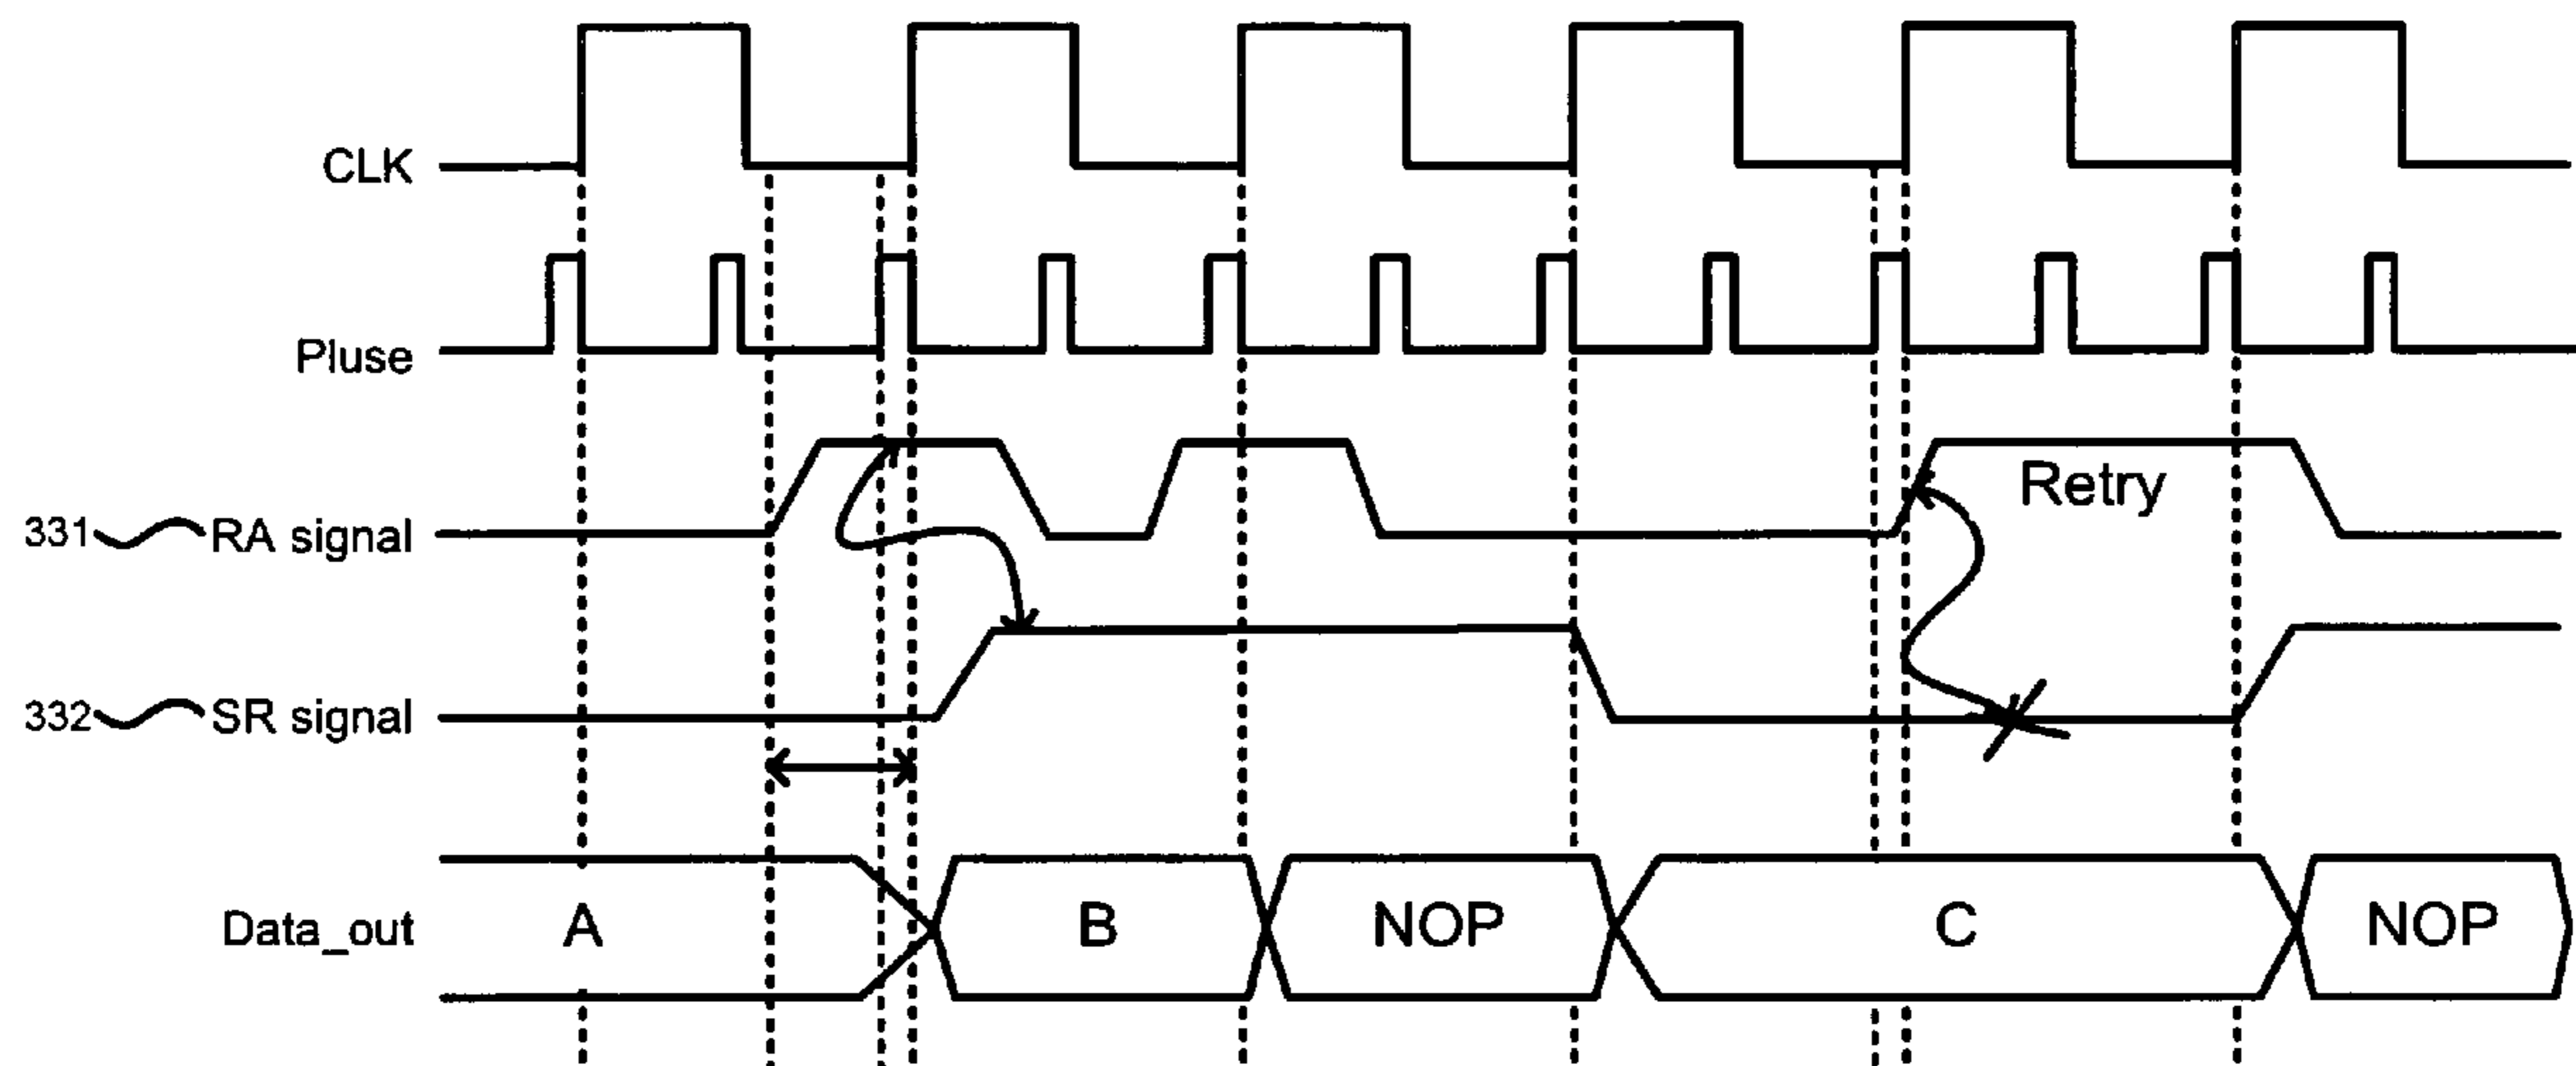 CLK
Pluse
331 RA signal
Retry
332 SR signal
Data_out A B NOP C NOP